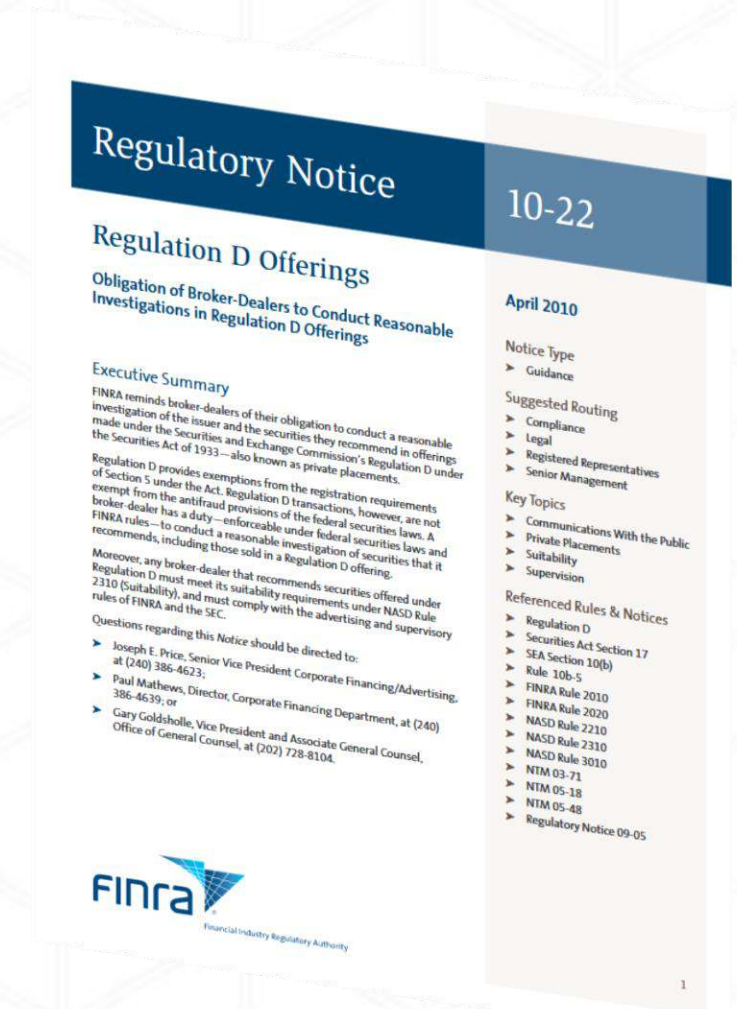 Regulatory Notice
10-22
Regulation D Offerings
Obligation of Broker-Dealers to Conduct Reasonable
Investigations in Regulation D Offerings
Executive Summary
FINRA reminds broker-dealers of their obligation to conduct a reasonable
investigation of the issuer and the securities they recommend in offerings
made under the Securities and Exchange Commission's Regulation D under
the Securities Act of 1933—also known as private placements.
Regulation D provides exemptions from the registration requirements
of Section 5 under the Act. Regulation D transactions, however, are not
exempt from the antifraud provisions of the federal securities laws. A
broker-dealer has a duty—enforceable under federal securities laws and
FINRA rules—to conduct a reasonable investigation of securities that it
recommends, including those sold in a Regulation D offering.
Moreover, any broker-dealer that recommends securities offered under
Regulation D must meet its suitability requirements under NASD Rule
2310 (Suitability), and must comply with the advertising and supervisory
rules of FINRA and the SEC.
Questions regarding this Notice should be directed to:
➤ Joseph E. Price, Senior Vice President Corporate Financing/Advertising,
at (240) 386-4623;
➤ Paul Mathews, Director, Corporate Financing Department, at (240)
386-4639; or
➤ Gary Goldsholle, Vice President and Associate General Counsel,
Office of General Counsel, at (202) 728-8104.
Finra
Financial Industry Regulatory Authority
April 2010
Notice Type
➤ Guidance
Suggested Routing
➤ Compliance
➤ Legal
➤ Registered Representatives
➤ Senior Management
Key Topics
➤ Communications With the Public
➤ Private Placements
➤ Suitability
➤ Supervision
Referenced Rules & Notices
➤ Regulation D
➤ Securities Act Section 17
➤ SEA Section 10(b)
➤ Rule 10b-5
➤ FINRA Rule 2010
➤ FINRA Rule 2020
➤ NASD Rule 2210
➤ NASD Rule 2310
➤ NASD Rule 3010
➤ NTM 03-71
➤ NTM 05-18
➤ NTM 05-48
➤ Regulatory Notice 09-05
1